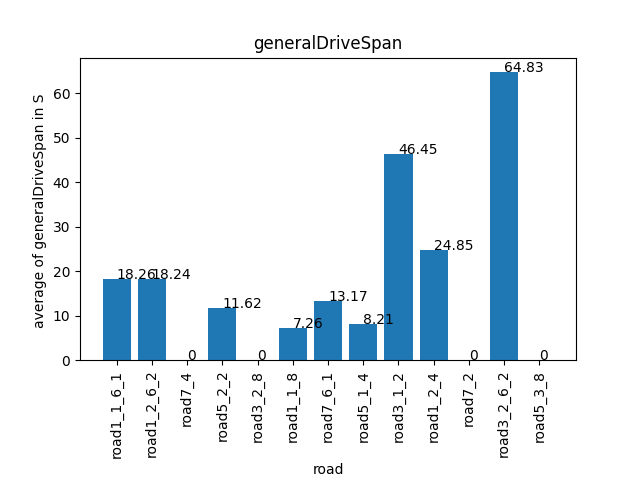 generalDriveSpan
average of generalDriveSpan in S
60
50
40
30
20
10
0
18.26
18.24
0
11.62
0
7.26
13.17
8.21
46.45
24.85
0
64.83
0
road1_1_6_1
road1_2_6_2
road7_4
road5_2_2
road3_2_8
road1_1_8
road7_6_1
road5_1_4
road3_1_2
road1_2_4
road7_2
road3_2_6_2
road5_3_8
road